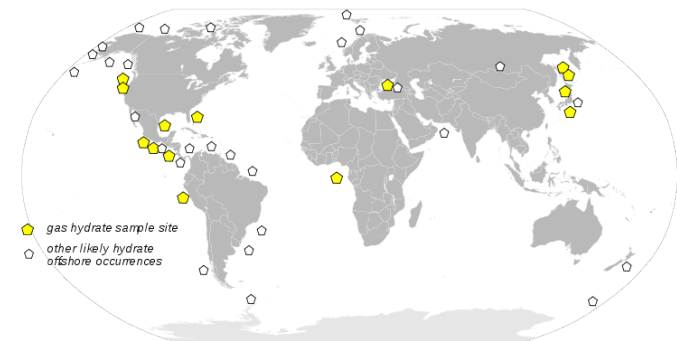 gas hydrate sample site
other likely hydrate
offshore occurrences